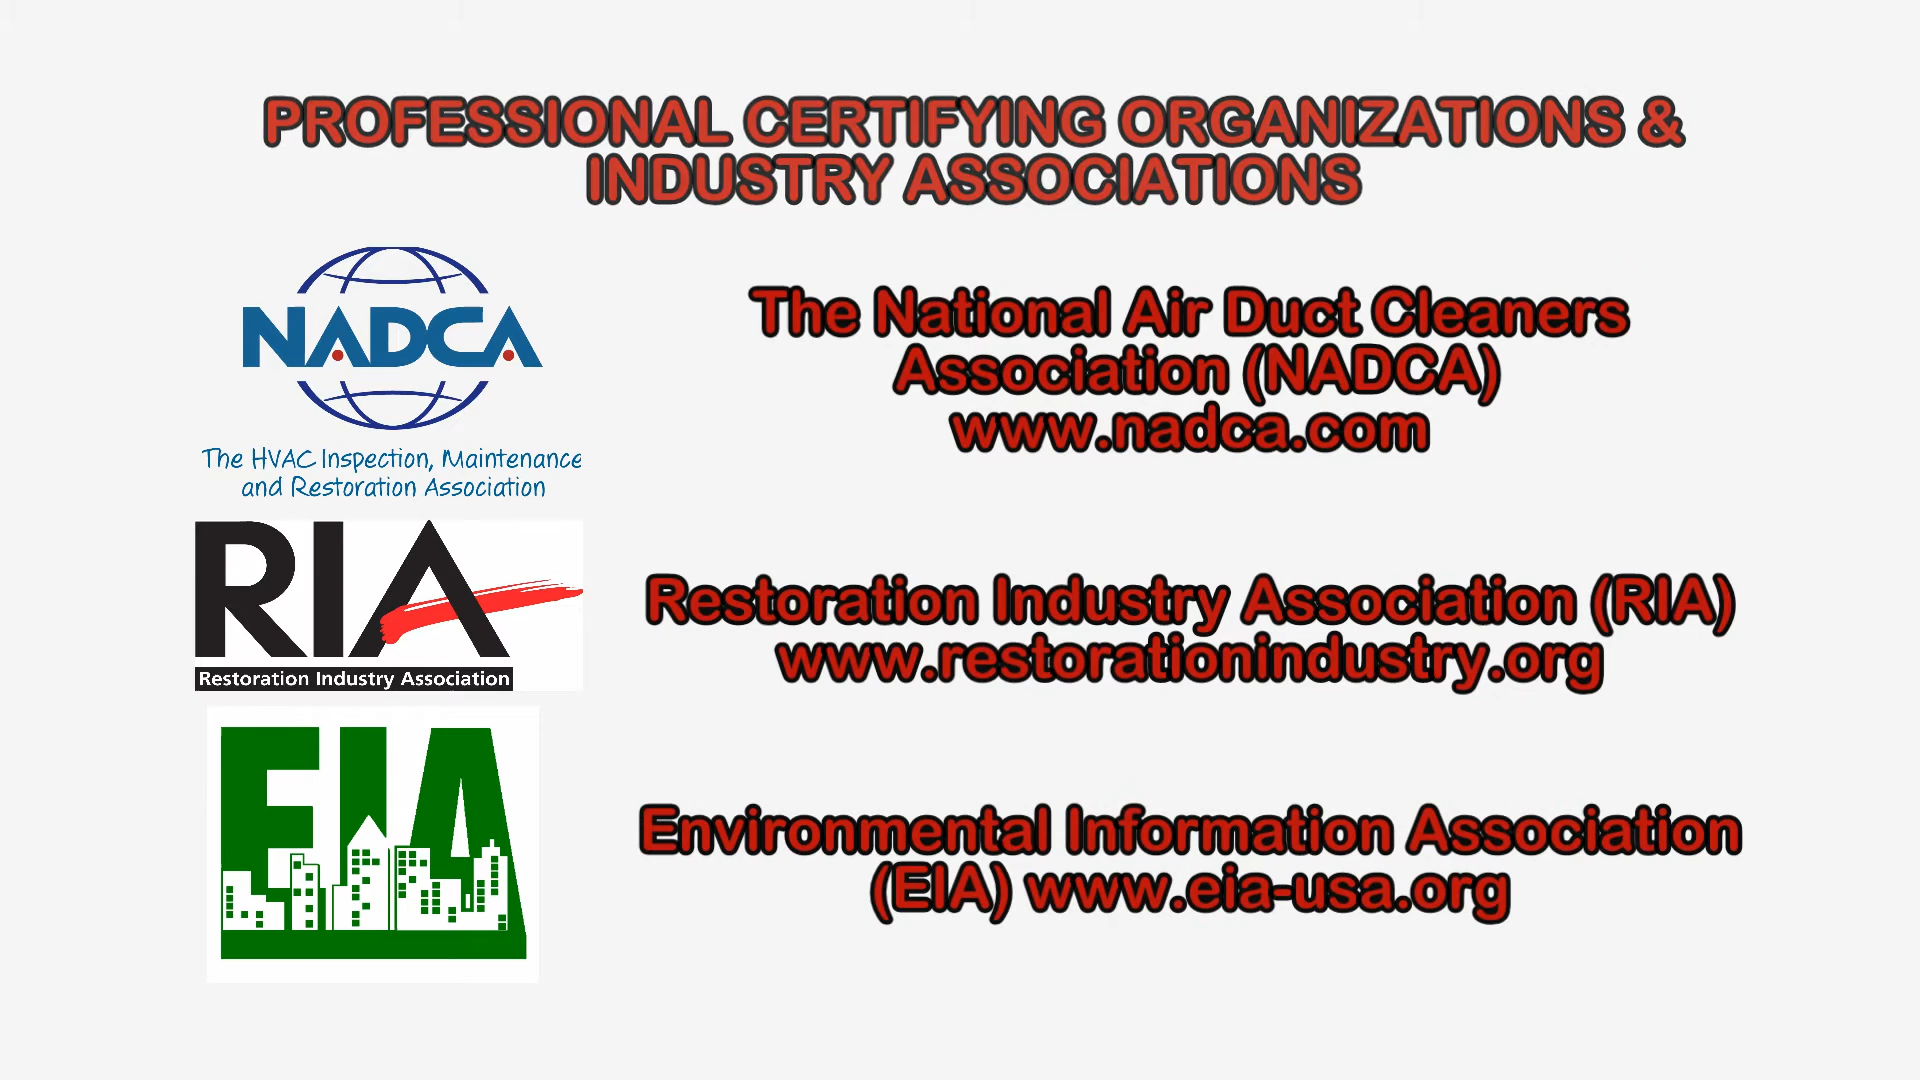 PROFESSIONAL CERTIFYING ORGANIZATIONS &
INDUSTRY ASSOCIATIONS
NADCA
The HVAC Inspection, Maintenance
and Restoration Association
The National Air Duct Cleaners
Association (NADCA)
www.nadca.com
RIA
Restoration Industry Association
Restoration Industry Association (RIA)
www.restorationindustry.org
EIA
Environmental Information Association
(EIA) www.eia-usa.org